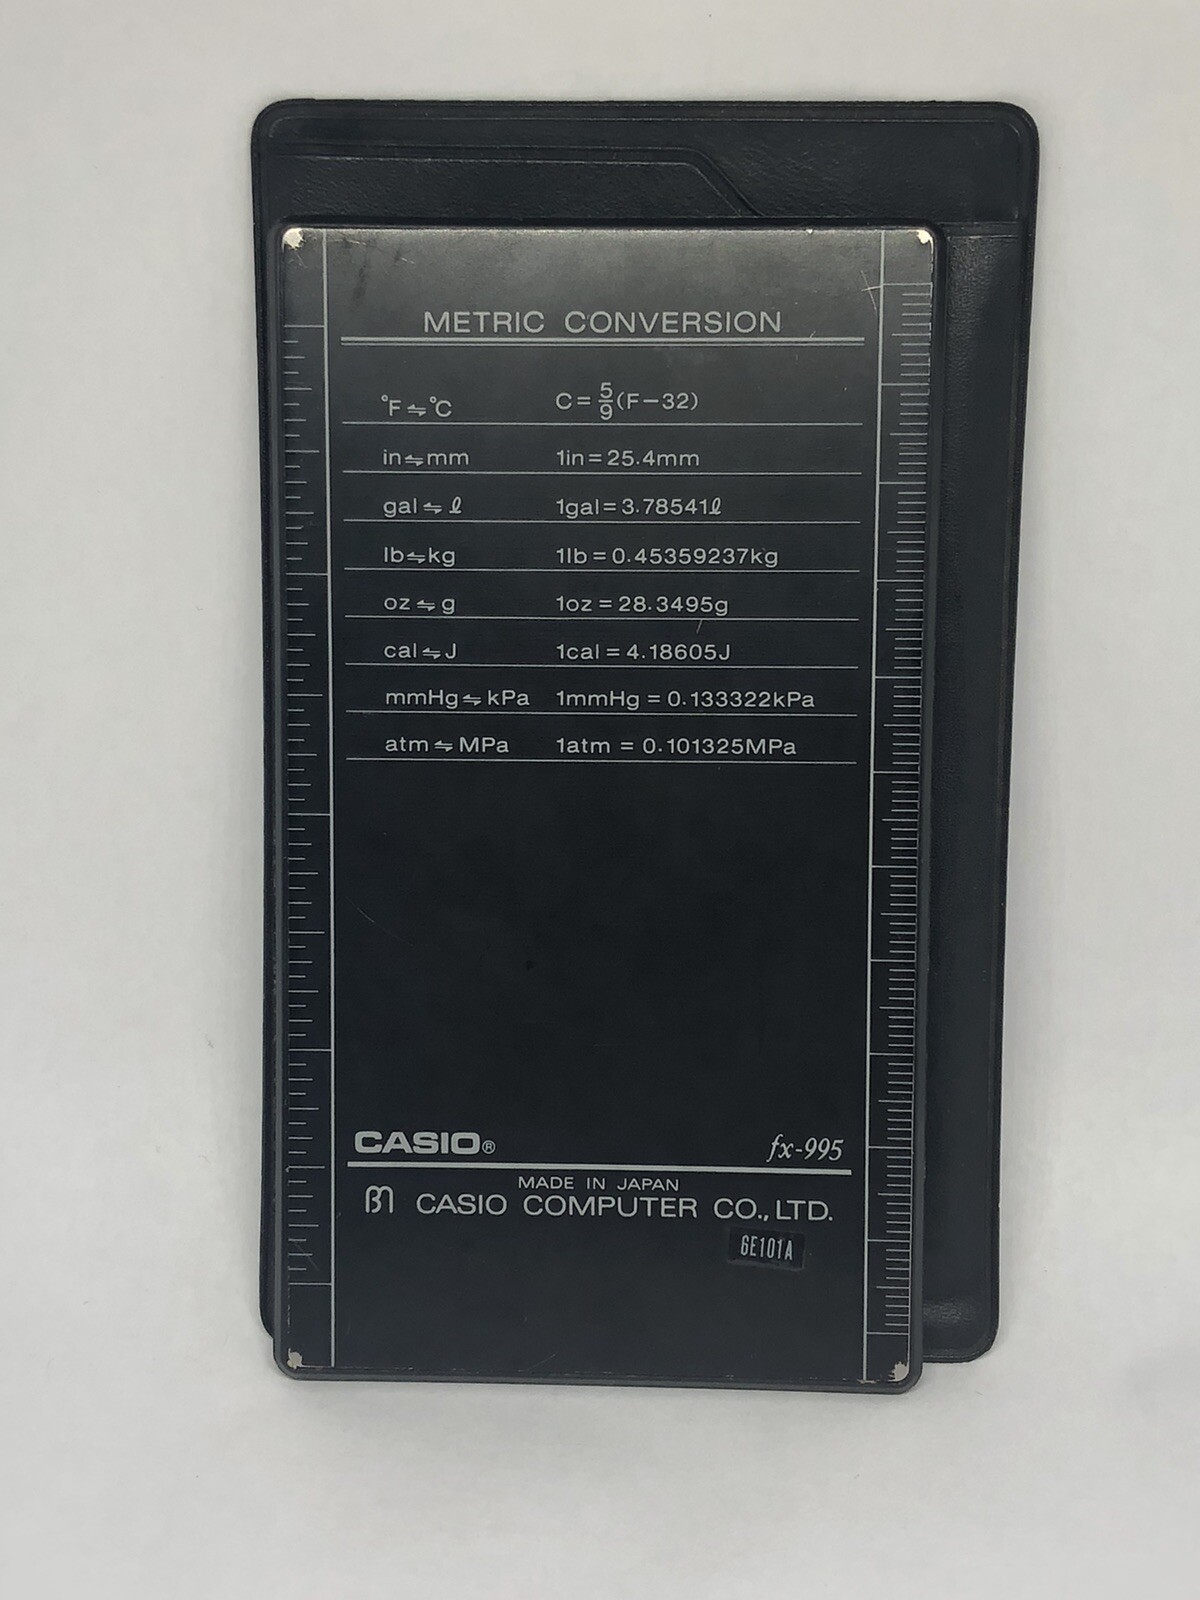 METRIC CONVERSION
°F⇋°C C=5/9(F−32)
in⇋mm 1in=25.4mm
gal⇋ℓ 1gal=3.78541ℓ
lb⇋kg 1lb=0.45359237kg
oz⇋g 1oz=28.3495g
cal⇋J 1cal=4.18605J
mmHg⇋kPa 1mmHg=0.133322kPa
atm⇋MPa 1atm=0.101325MPa
CASIO® fx-995
MADE IN JAPAN
CASIO COMPUTER CO., LTD.
6E101A